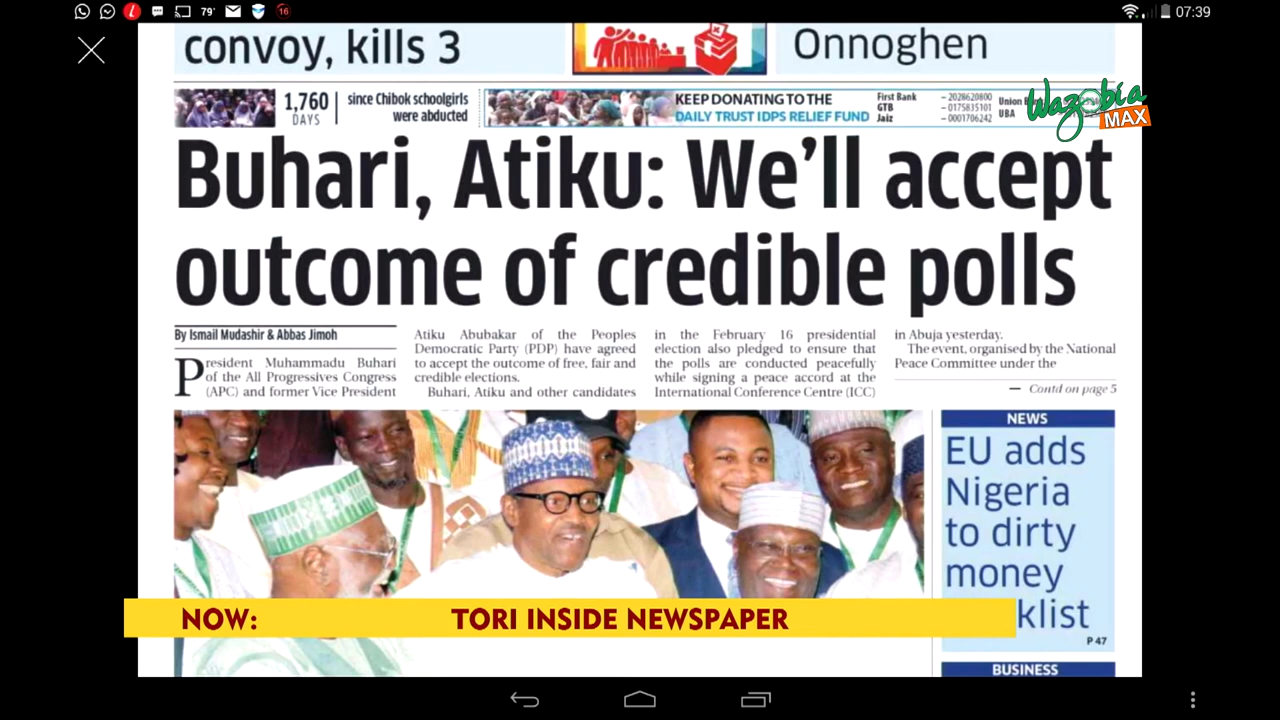 79°
16
07:39
convoy, kills 3
Onnoghen
1,760
DAYS
since Chibok schoolgirls
were abducted
KEEP DONATING TO THE
DAILY TRUST IDPS RELIEF FUND
First Bank – 2028620800
GTB – 0175835101
Jaiz – 0001706242
UBA
Wazobia
MAX
Buhari, Atiku: We'll accept
outcome of credible polls
By Ismail Mudashir & Abbas Jimoh
President Muhammadu Buhari
of the All Progressives Congress
(APC) and former Vice President
Atiku Abubakar of the Peoples
Democratic Party (PDP) have agreed
to accept the outcome of free, fair and
credible elections.
Buhari, Atiku and other candidates
in the February 16 presidential
election also pledged to ensure that
the polls are conducted peacefully
while signing a peace accord at the
International Conference Centre (ICC)
in Abuja yesterday.
The event, organised by the National
Peace Committee under the
— Contd on page 5
NEWS
EU adds
Nigeria
to dirty
money
klist
P 47
BUSINESS
NOW:
TORI INSIDE NEWSPAPER